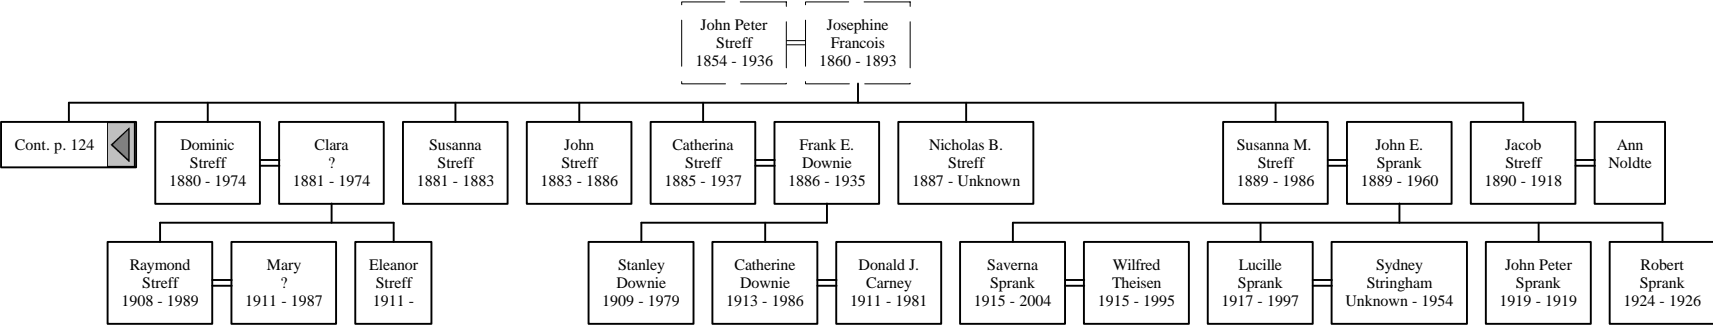 John Peter
Streff
1854 - 1936
Josephine
Francois
1860 - 1893
Cont. p. 124
Dominic
Streff
1880 - 1974
Clara
?
1881 - 1974
Susanna
Streff
1881 - 1883
John
Streff
1883 - 1886
Catherina
Streff
1885 - 1937
Frank E.
Downie
1886 - 1935
Nicholas B.
Streff
1887 - Unknown
Susanna M.
Streff
1889 - 1986
John E.
Sprank
1889 - 1960
Jacob
Streff
1890 - 1918
Ann
Noldte
Raymond
Streff
1908 - 1989
Mary
?
1911 - 1987
Eleanor
Streff
1911 -
Stanley
Downie
1909 - 1979
Catherine
Downie
1913 - 1986
Donald J.
Carney
1911 - 1981
Saverna
Sprank
1915 - 2004
Wilfred
Theisen
1915 - 1995
Lucille
Sprank
1917 - 1997
Sydney
Stringham
Unknown - 1954
John Peter
Sprank
1919 - 1919
Robert
Sprank
1924 - 1926